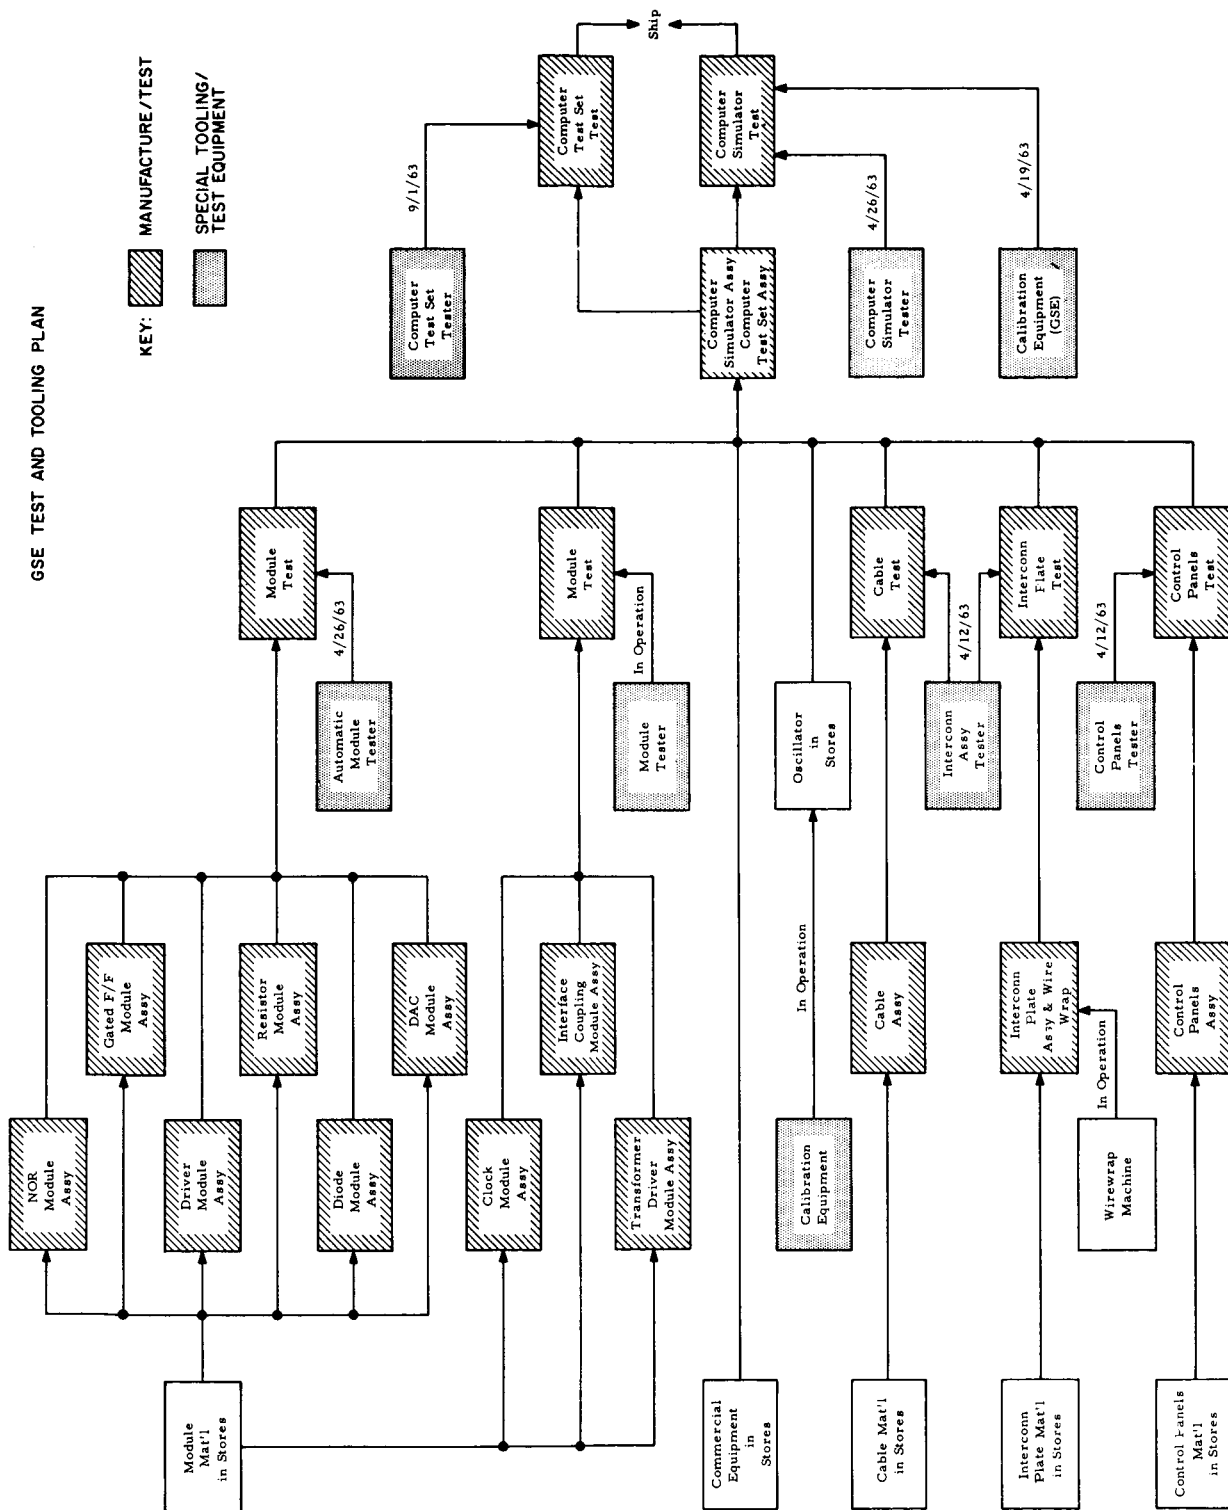 GSE TEST AND TOOLING PLAN
KEY:
MANUFACTURE/TEST
SPECIAL TOOLING/
TEST EQUIPMENT
Module
Mat'l
in Stores
NOR
Module
Assy
Gated F/F
Module
Assy
Driver
Module
Assy
Resistor
Module
Assy
Diode
Module
Assy
DAC
Module
Assy
Clock
Module
Assy
Interface
Coupling
Module Assy
Transformer
Driver
Module Assy
Automatic
Module
Tester
4/26/63
Module
Test
Module
Tester
In Operation
Module
Test
Commercial
Equipment
in
Stores
Calibration
Equipment
In Operation
Oscillator
in
Stores
Cable Mat'l
in Stores
Cable
Assy
Cable
Test
Interconn
Assy
Tester
4/12/63
Interconn
Plate Mat'l
in Stores
Interconn
Plate
Assy & Wire
Wrap
Wirewrap
Machine
In Operation
Interconn
Plate
Test
Control Panels
Mat'l
in Stores
Control
Panels
Assy
Control
Panels
Tester
4/12/63
Control
Panels
Test
Computer
Test Set
Tester
9/1/63
Computer
Test Set
Test
Computer
Simulator Assy
Computer
Test Set Assy
Computer
Simulator
Test
Computer
Simulator
Tester
4/26/63
Calibration
Equipment
(GSE)
4/19/63
Ship